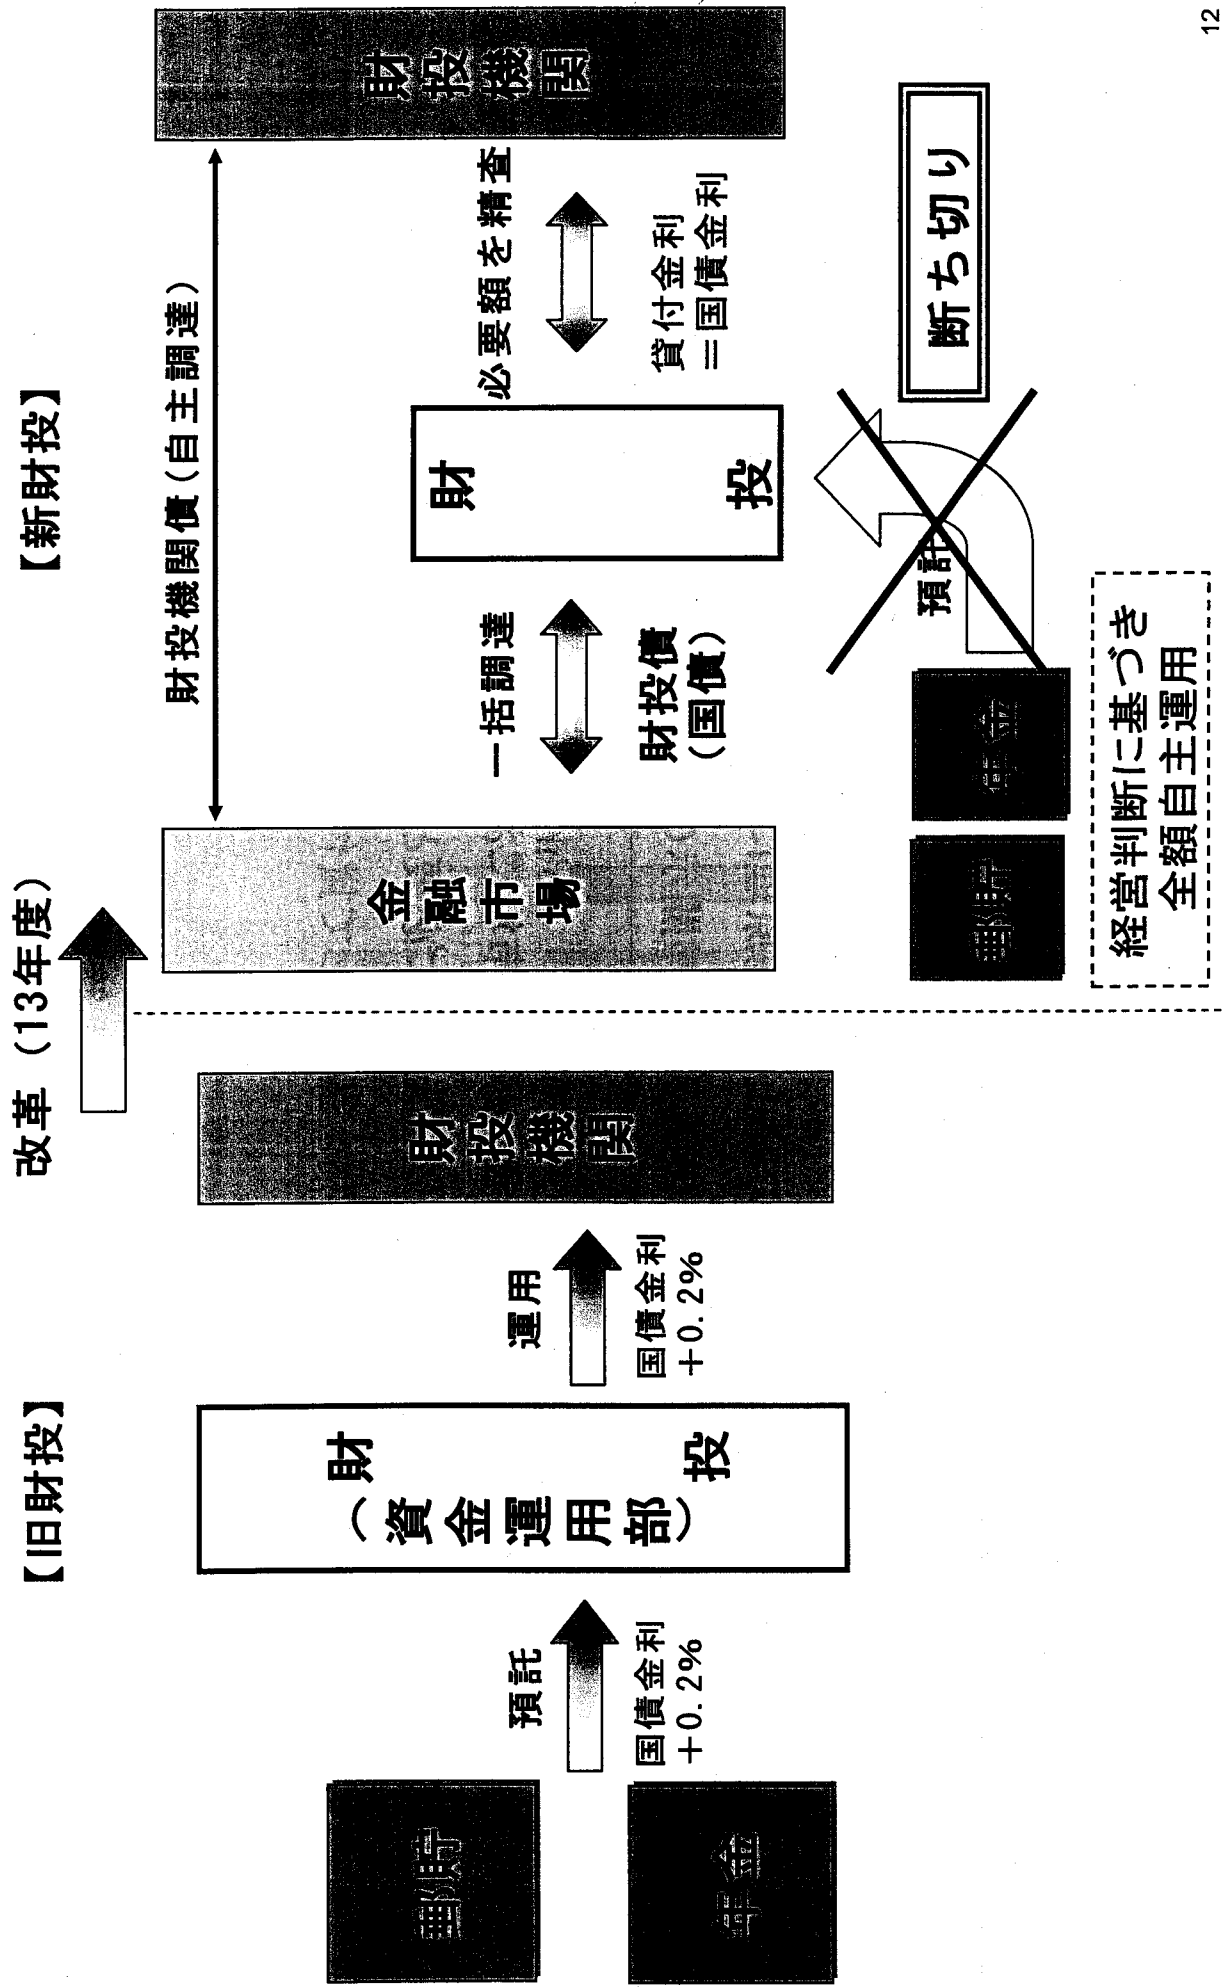 改革（13年度）
【旧財投】
郵貯
年金
預託
国債金利
＋0．2％
財投
（資金運用部）
運用
国債金利
＋0．2％
財投機関
【新財投】
財投機関債（自主調達）
金融市場
一括調達
財投債
（国債）
財投
必要額を精査
貸付金利
＝国債金利
財投機関
郵貯
年金
預託
断ち切り
経営判断に基づき
全額自主運用
12